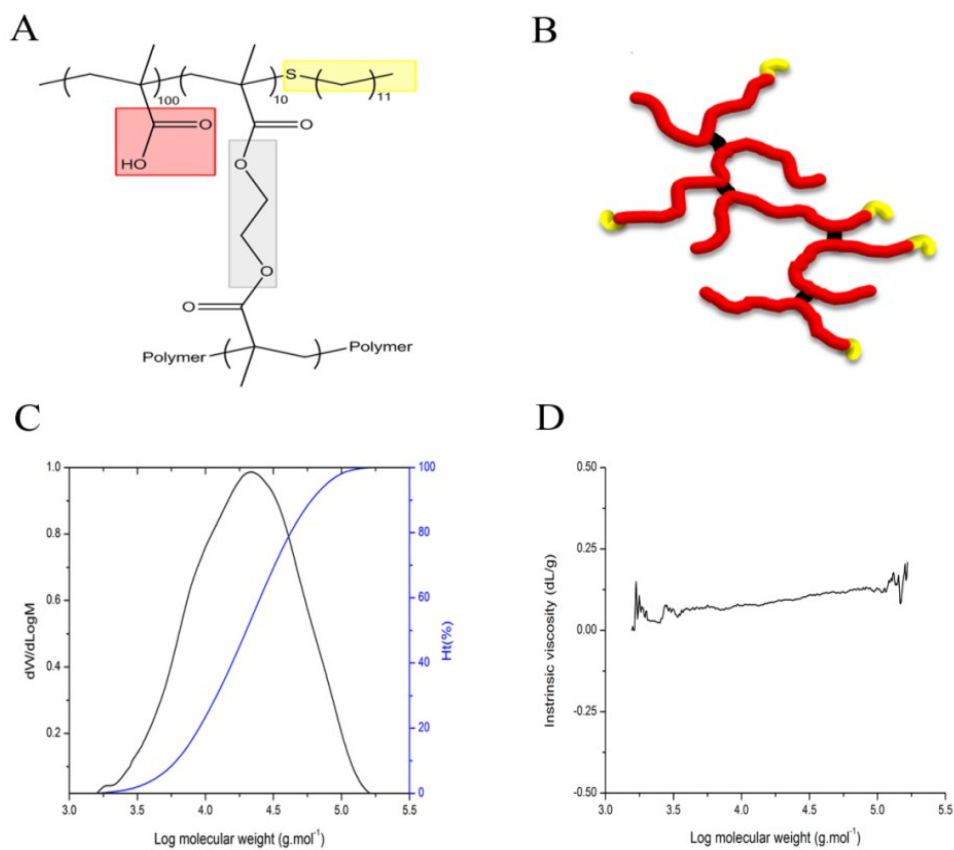 A
B
S
100
10
11
O
O
HO
O
O
O
Polymer
Polymer
C
D
1.0
0.8
0.6
0.4
0.2
100
80
60
40
20
0
dW/dLogM
Ht(%)
3.0 3.5 4.0 4.5 5.0 5.5
Log molecular weight (g.mol-1)
0.50
0.25
0.00
-0.25
-0.50
Instrinsic viscosity (dL/g)
3.0 3.5 4.0 4.5 5.0 5.5
Log molecular weight (g.mol-1)